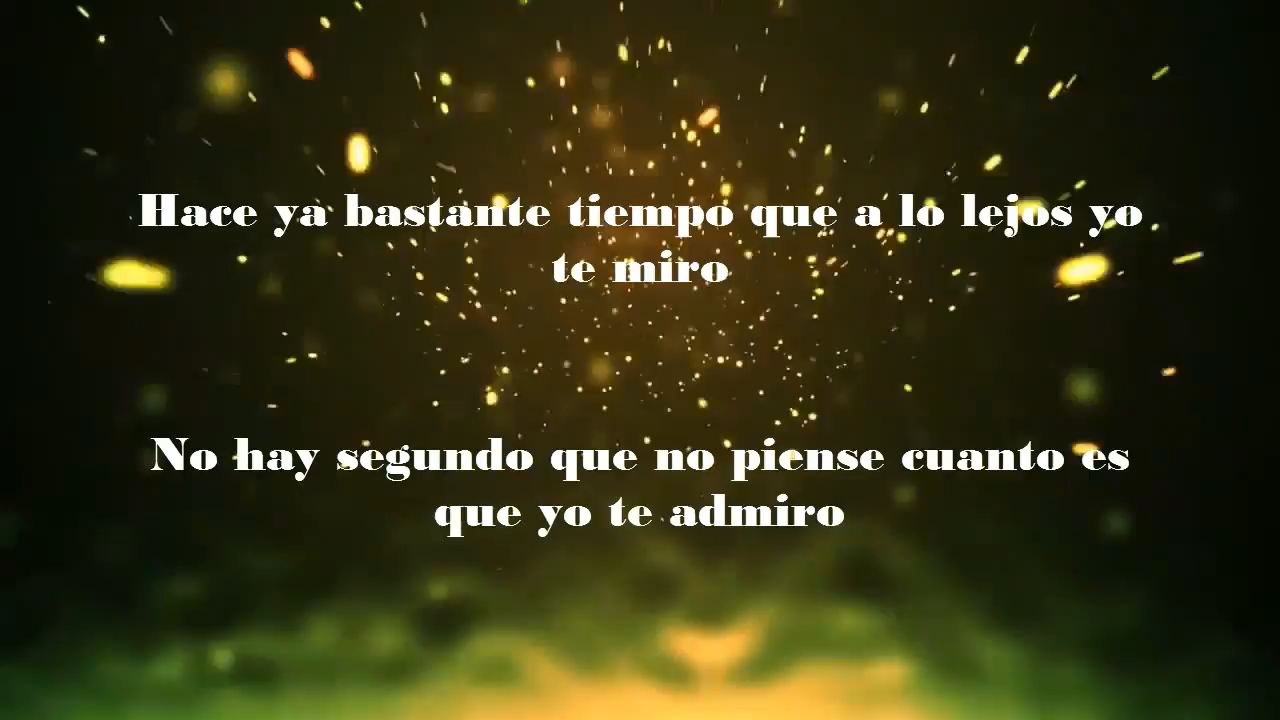 Hace ya bastante tiempo que a lo lejos yo
te miro
No hay segundo que no piense cuanto es
que yo te admiro